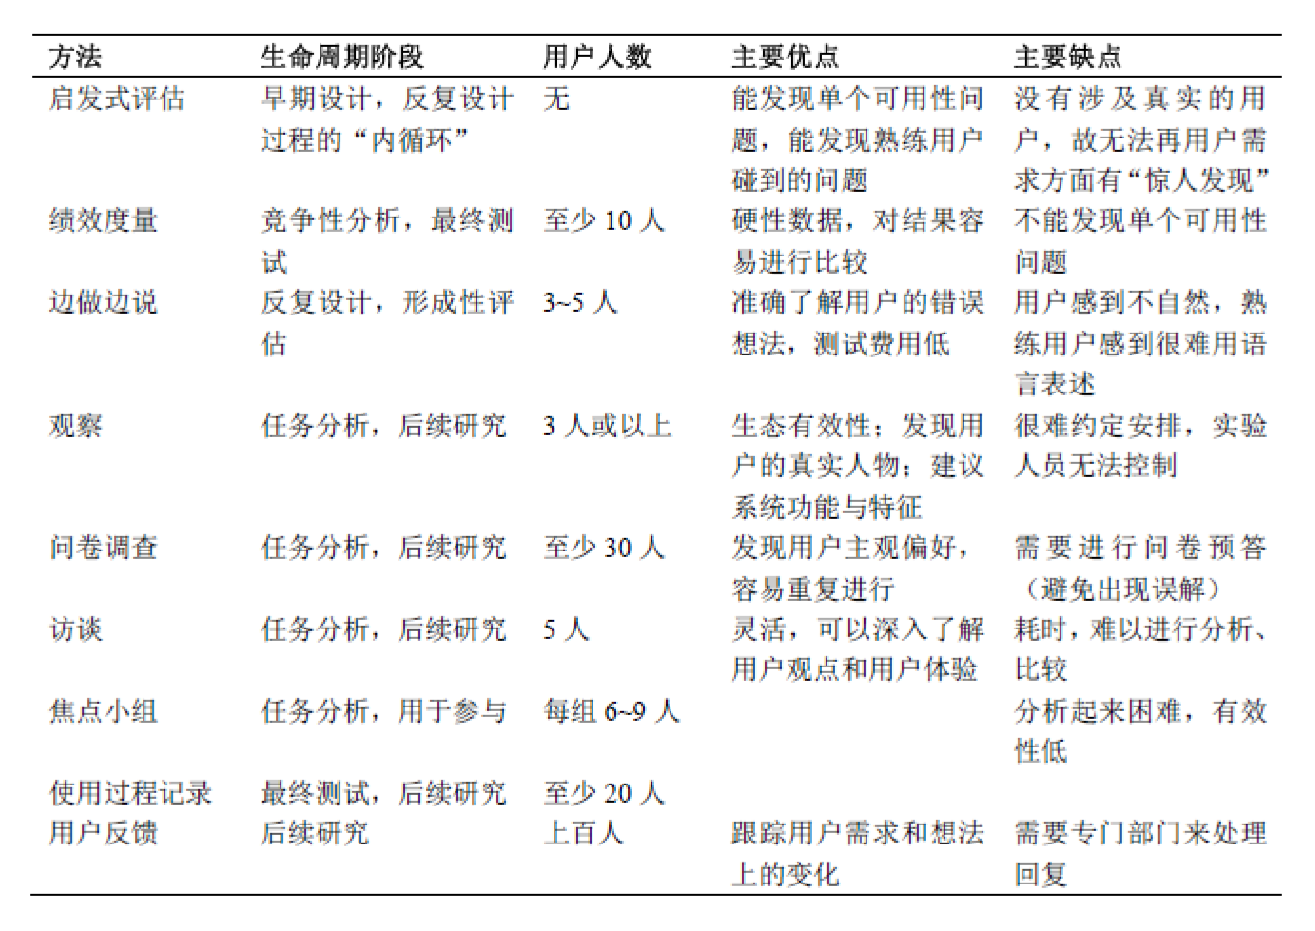 方法 生命周期阶段 用户人数 主要优点 主要缺点
启发式评估 早期设计，反复设计 无 能发现单个可用性问 没有涉及真实的用
过程的“内循环” 题，能发现熟练用户 户，故无法再用户需
碰到的问题 求方面有“惊人发现”
绩效度量 竞争性分析，最终测 至少 10 人 硬性数据，对结果容 不能发现单个可用性
试 易进行比较 问题
边做边说 反复设计，形成性评 3~5 人 准确了解用户的错误 用户感到不自然，熟
估 想法，测试费用低 练用户感到很难用语
言表述
观察 任务分析，后续研究 3 人或以上 生态有效性；发现用 很难约定安排，实验
户的真实人物；建议 人员无法控制
系统功能与特征
问卷调查 任务分析，后续研究 至少 30 人 发现用户主观偏好， 需要进行问卷预答
容易重复进行 （避免出现误解）
访谈 任务分析，后续研究 5 人 灵活，可以深入了解 耗时，难以进行分析、
用户观点和用户体验 比较
焦点小组 任务分析，用于参与 每组 6~9 人 分析起来困难，有效
性低
使用过程记录 最终测试，后续研究 至少 20 人
用户反馈 后续研究 上百人 跟踪用户需求和想法 需要专门部门来处理
上的变化 回复